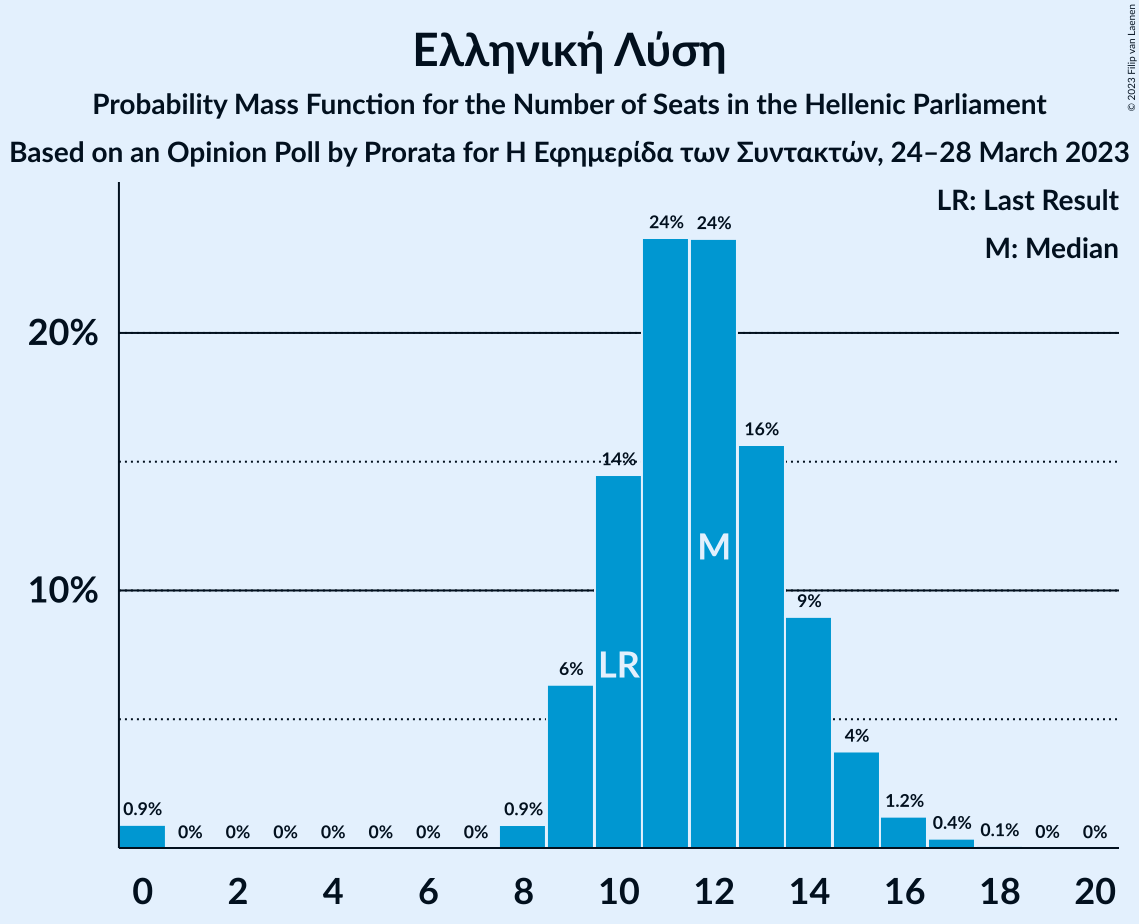 Ελληνική Λύση
Probability Mass Function for the Number of Seats in the Hellenic Parliament
Based on an Opinion Poll by Prorata for Η Εφημερίδα των Συντακτών, 24–28 March 2023
© 2023 Filip van Laenen
LR: Last Result
M: Median
24% 24%
20%
16%
14%
M
10%
9%
6%
LR
4%
0.9% 0% 0% 0% 0% 0% 0% 0% 0.9% 1.2% 0.4% 0.1% 0% 0%
0 2 4 6 8 10 12 14 16 18 20